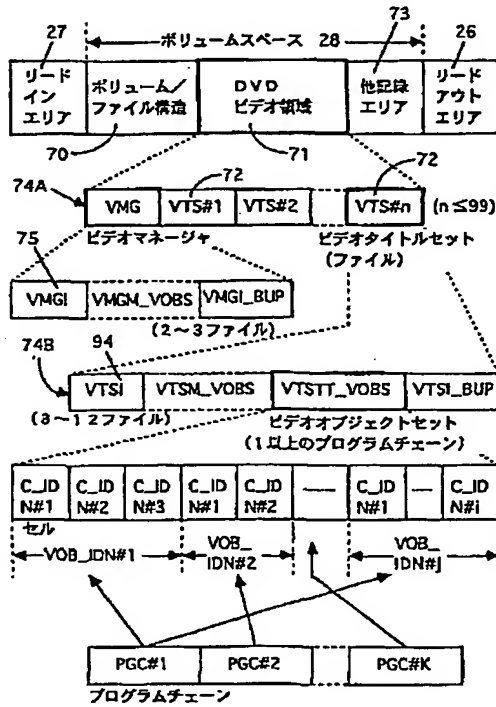 73
27 ボリュームスペース 28 26
リード
イン
エリア
ボリューム/
ファイル構造
DVD
ビデオ領域
他記録
エリア
リード
アウト
エリア
70 71
72 72
74A
VMG VTS#1 VTS#2 VTS#n (n≤99)
75 ビデオマネージャ ビデオタイトルセット
(ファイル)
VMGI VMGM_VOBS VMGI_BUP
(2〜3ファイル)
74B 94
VTSI VTSM_VOBS VTSTT_VOBS VTSI_BUP
(3〜12ファイル) ビデオオブジェクトセット
(1以上のプログラムチェーン)
C_ID
N#1
C_ID
N#2
C_ID
N#3
C_ID
N#1
C_ID
N#2
C_ID
N#1
C_ID
N#i
セル
VOB_IDN#1
VOB_
IDN#2
VOB_
IDN#j
PGC#1 PGC#2 PGC#K
プログラムチェーン